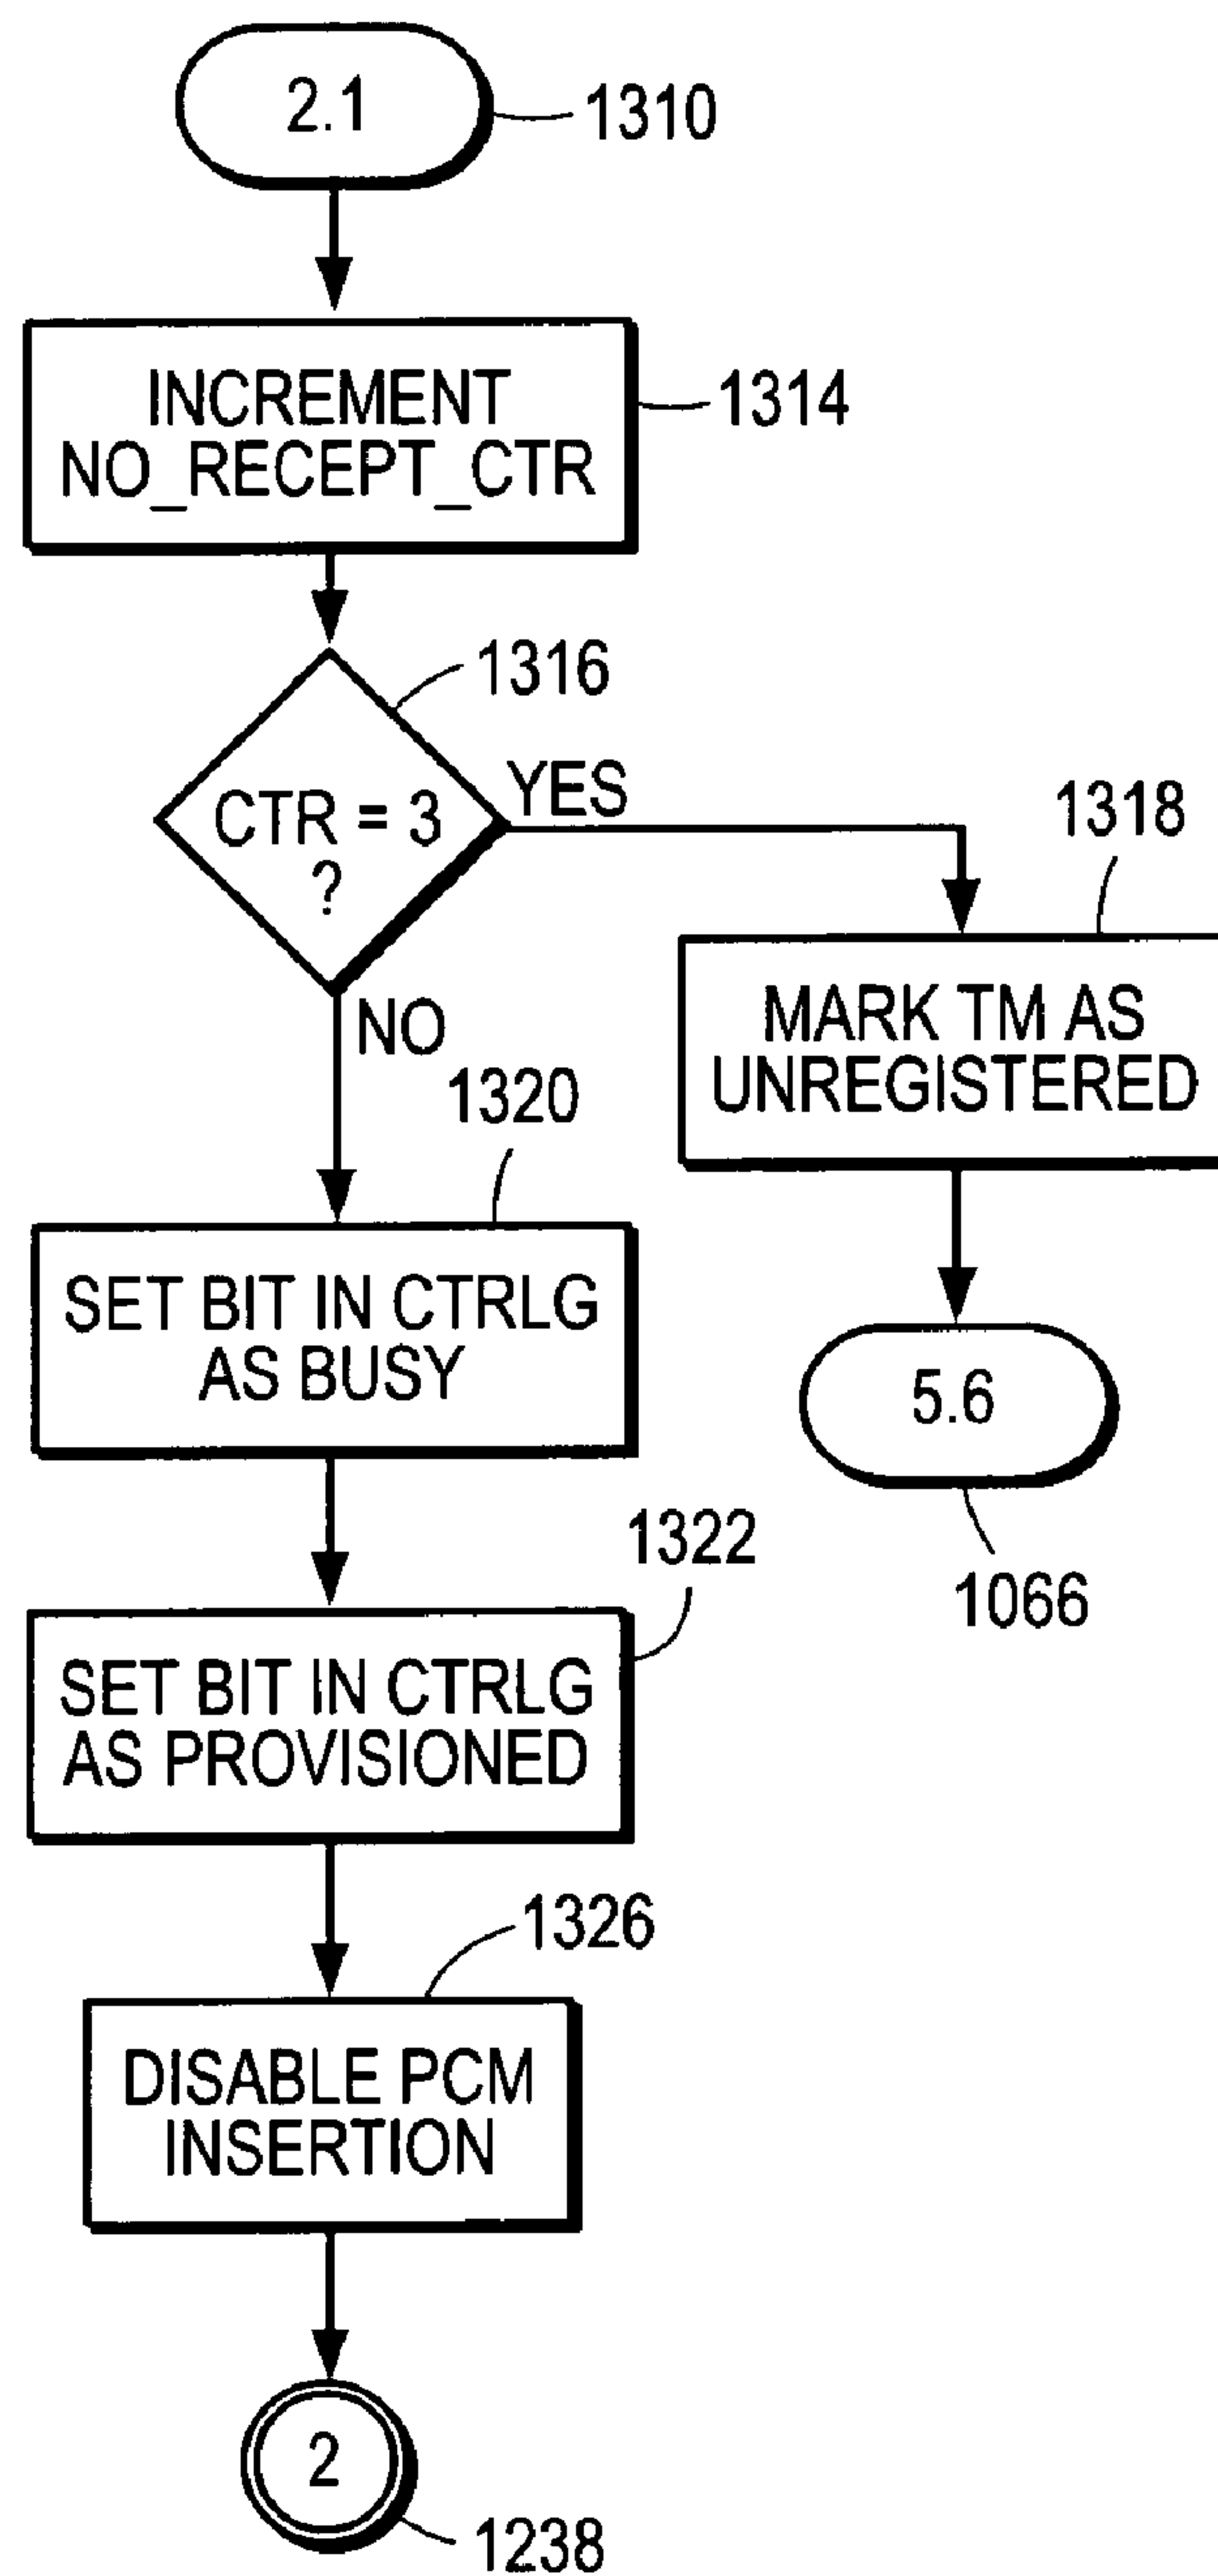 2.1
1310
INCREMENT
NO_RECEPT_CTR
1314
1316
CTR = 3
?
YES
NO
1318
MARK TM AS
UNREGISTERED
1320
SET BIT IN CTRLG
AS BUSY
5.6
1066
1322
SET BIT IN CTRLG
AS PROVISIONED
1326
DISABLE PCM
INSERTION
2
1238